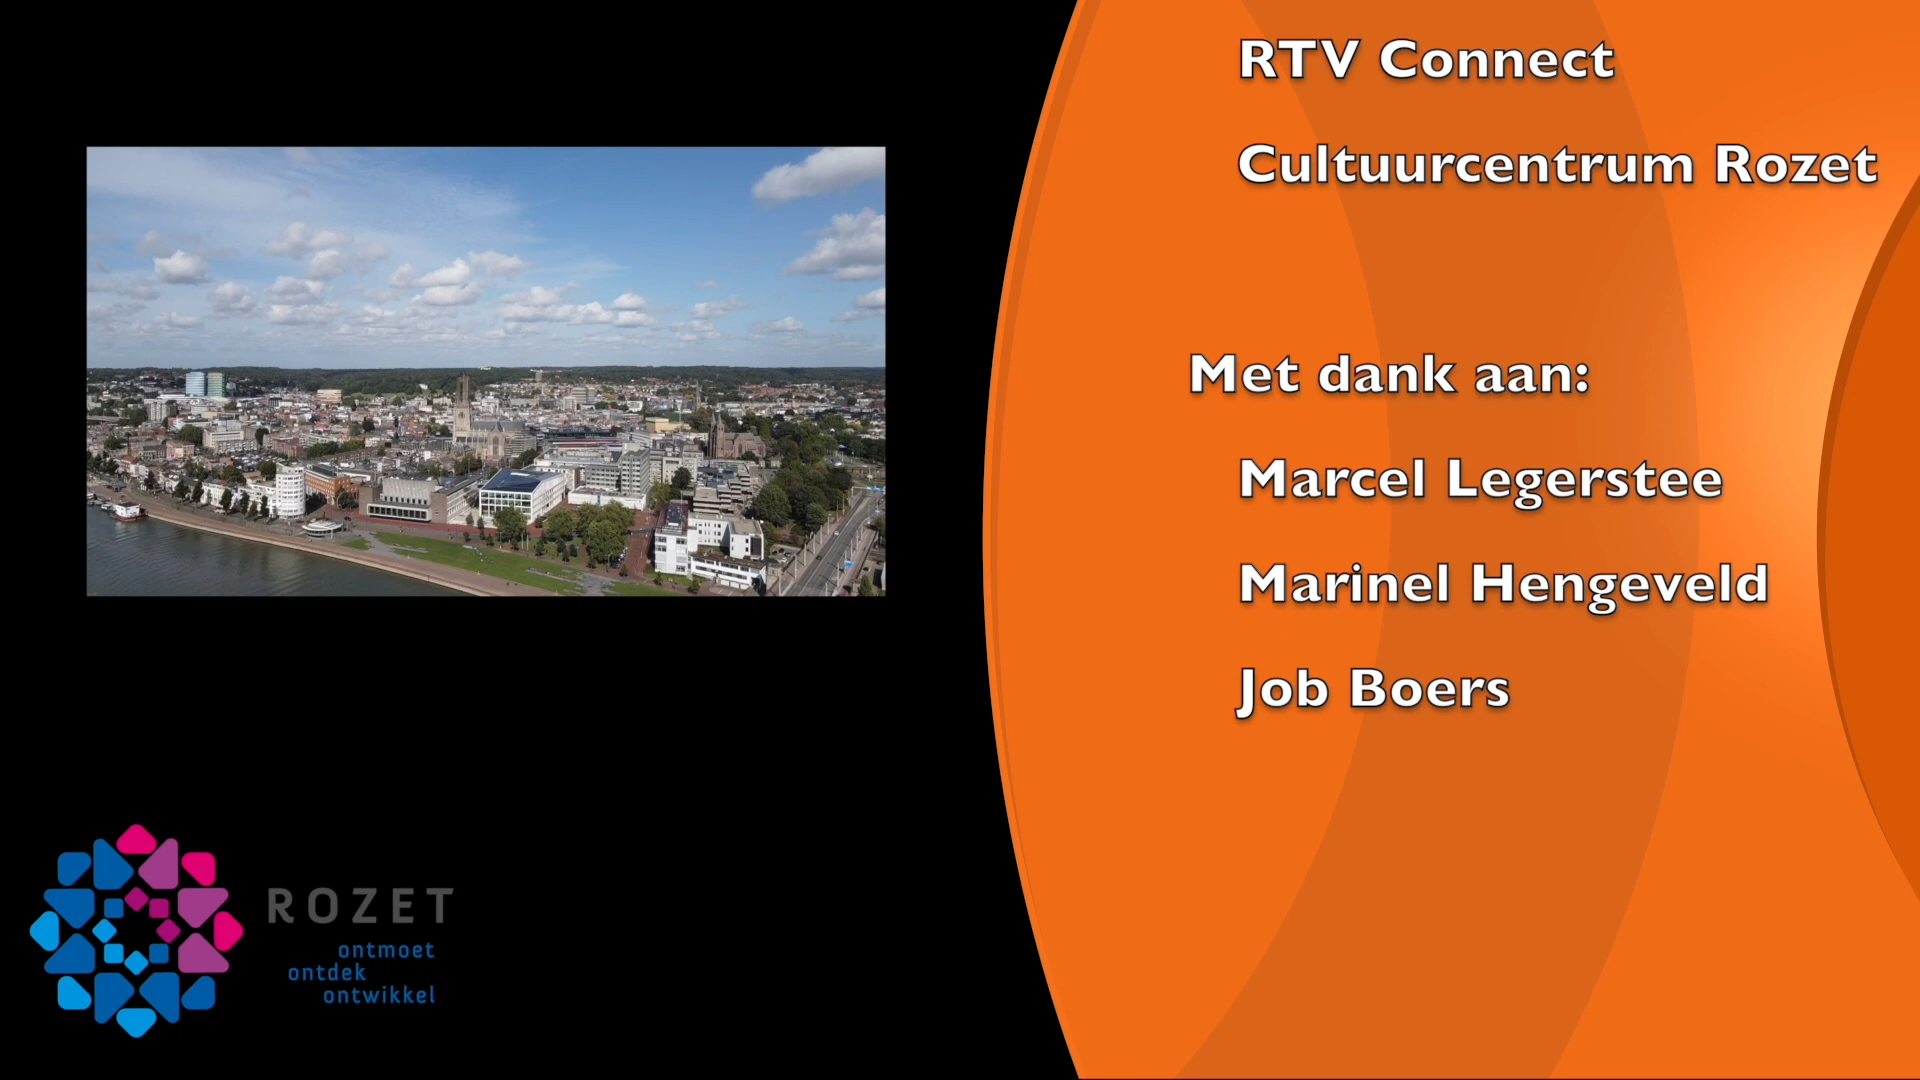 RTV Connect
Cultuurcentrum Rozet
Met dank aan:
Marcel Legerstee
Marinel Hengeveld
Job Boers
ROZET
ontmoet
ontdek
ontwikkel